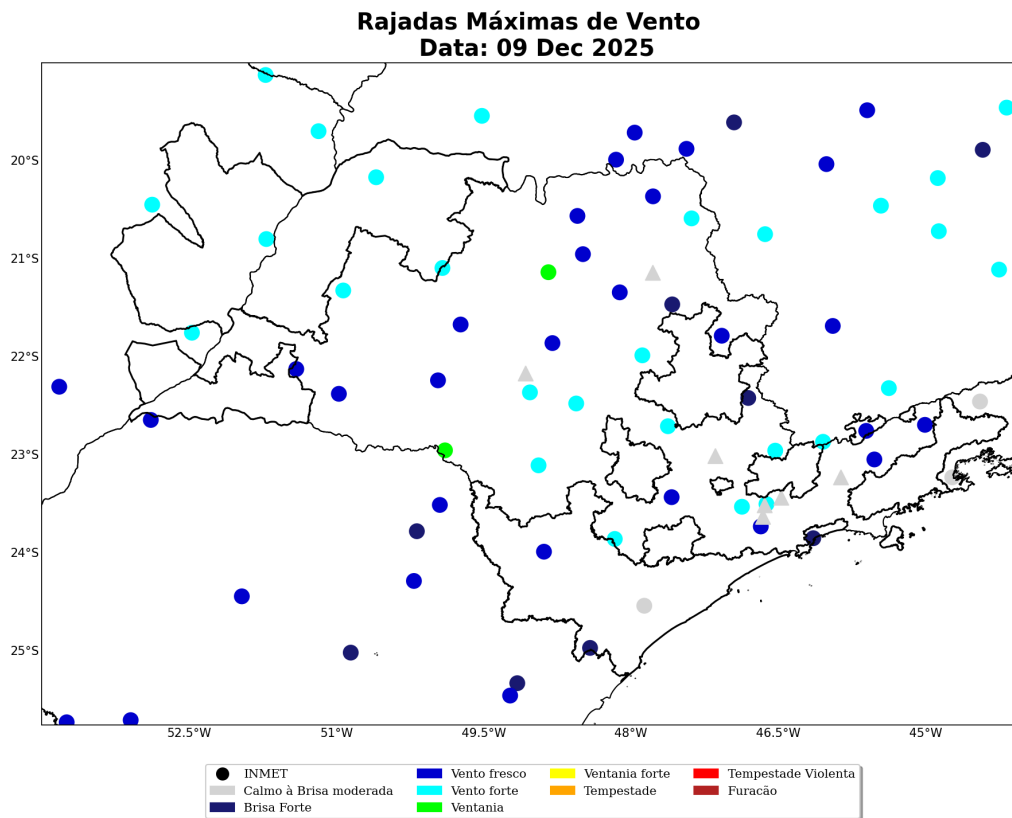 Rajadas Máximas de Vento
Data: 09 Dec 2025
20°S
21°S
22°S
23°S
24°S
25°S
52.5°W
51°W
49.5°W
48°W
46.5°W
45°W
INMET
Calmo à Brisa moderada
Brisa Forte
Vento fresco
Vento forte
Ventania
Ventania forte
Tempestade
Tempestade Violenta
Furacão